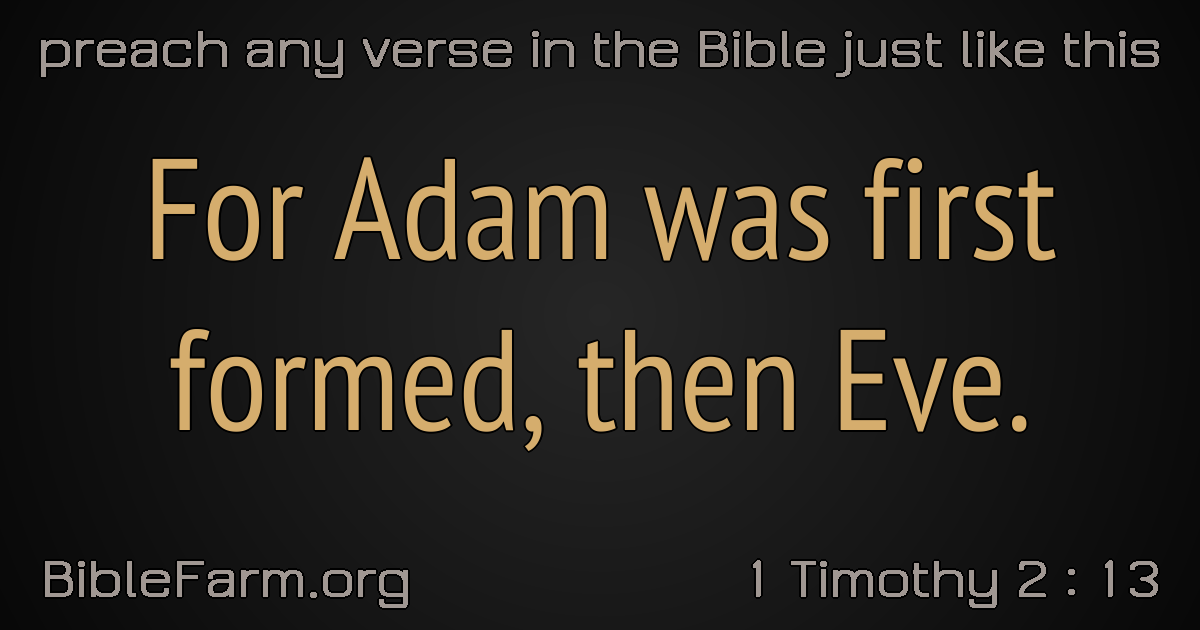 preach any verse in the Bible just like this
For Adam was first
formed, then Eve.
BibleFarm.org
1 Timothy 2 : 13